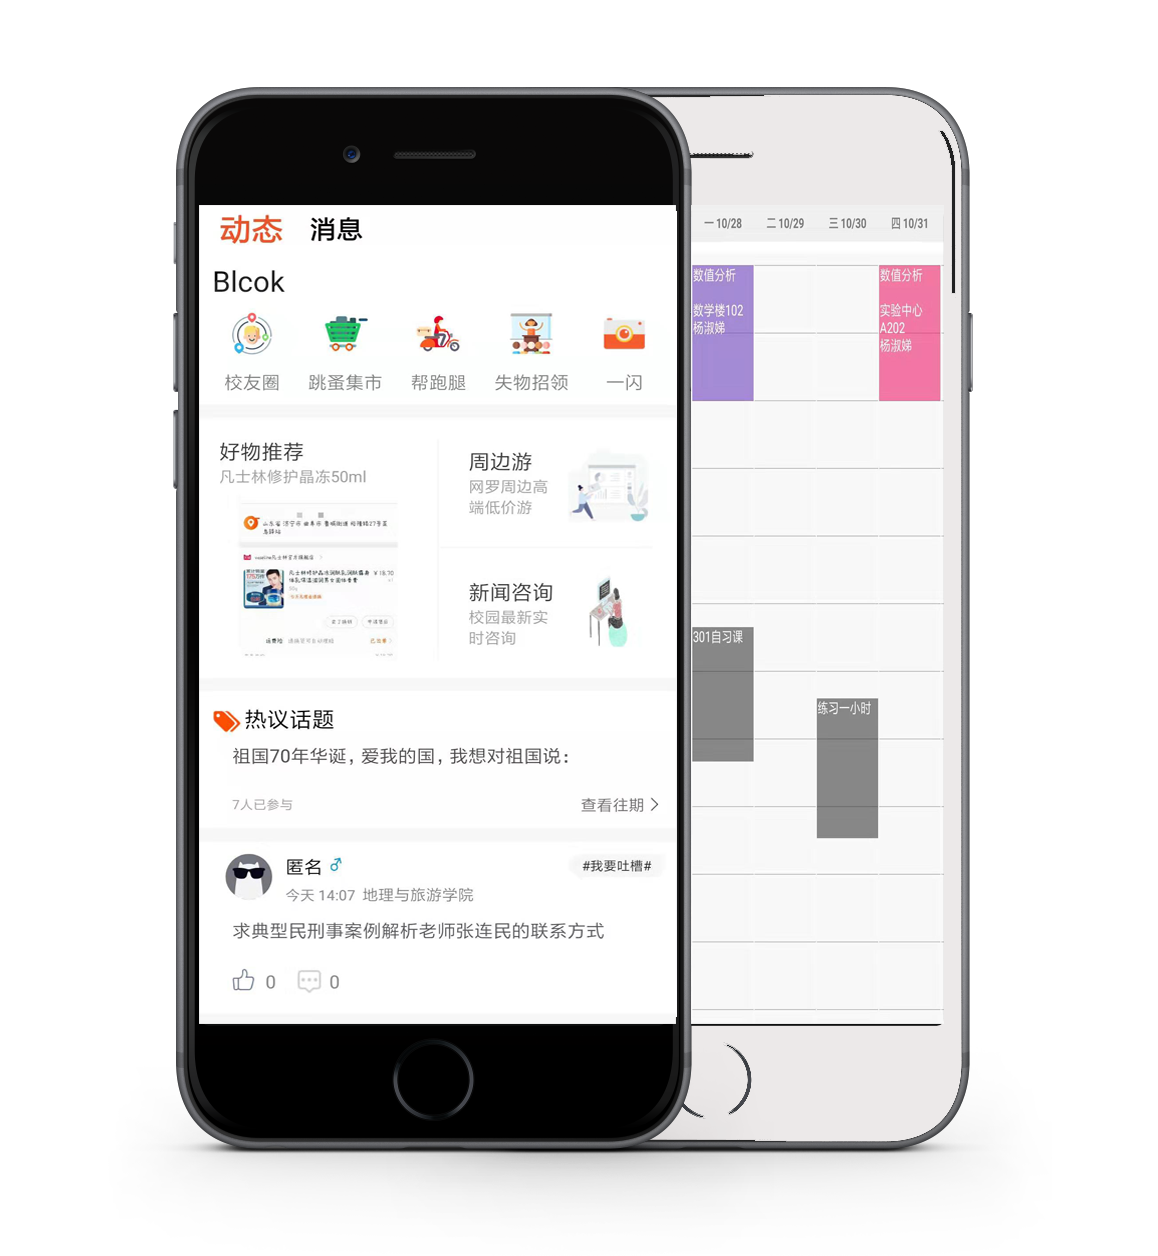 动态 消息
Blcok
校友圈 跳蚤集市 帮跑腿 失物招领 一闪
好物推荐
凡士林修护晶冻50ml
周边游
网罗周边高
端低价游
新闻咨询
校园最新实
时咨询
热议话题
祖国70年华诞，爱我的国，我想对祖国说：
7人已参与
查看往期
匿名
#我要吐槽#
今天 14:07 地理与旅游学院
求典型民刑事案例解析老师张连民的联系方式
0 0
一 10/28 二 10/29 三 10/30 四 10/31
数值分析
数学楼102
杨淑娣
数值分析
实验中心
A202
杨淑娣
301自习课
练习一小时